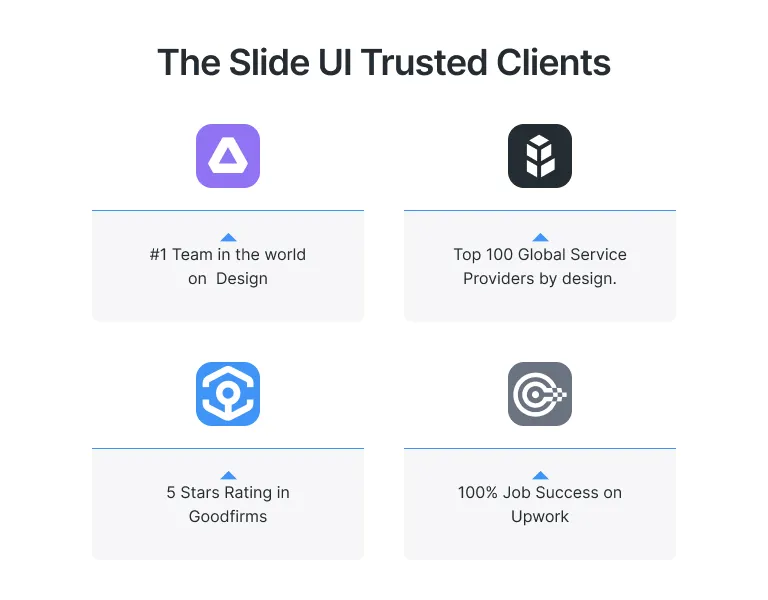 The Slide UI Trusted Clients
#1 Team in the world
on  Design
Top 100 Global Service
Providers by design.
5 Stars Rating in
Goodfirms
100% Job Success on
Upwork